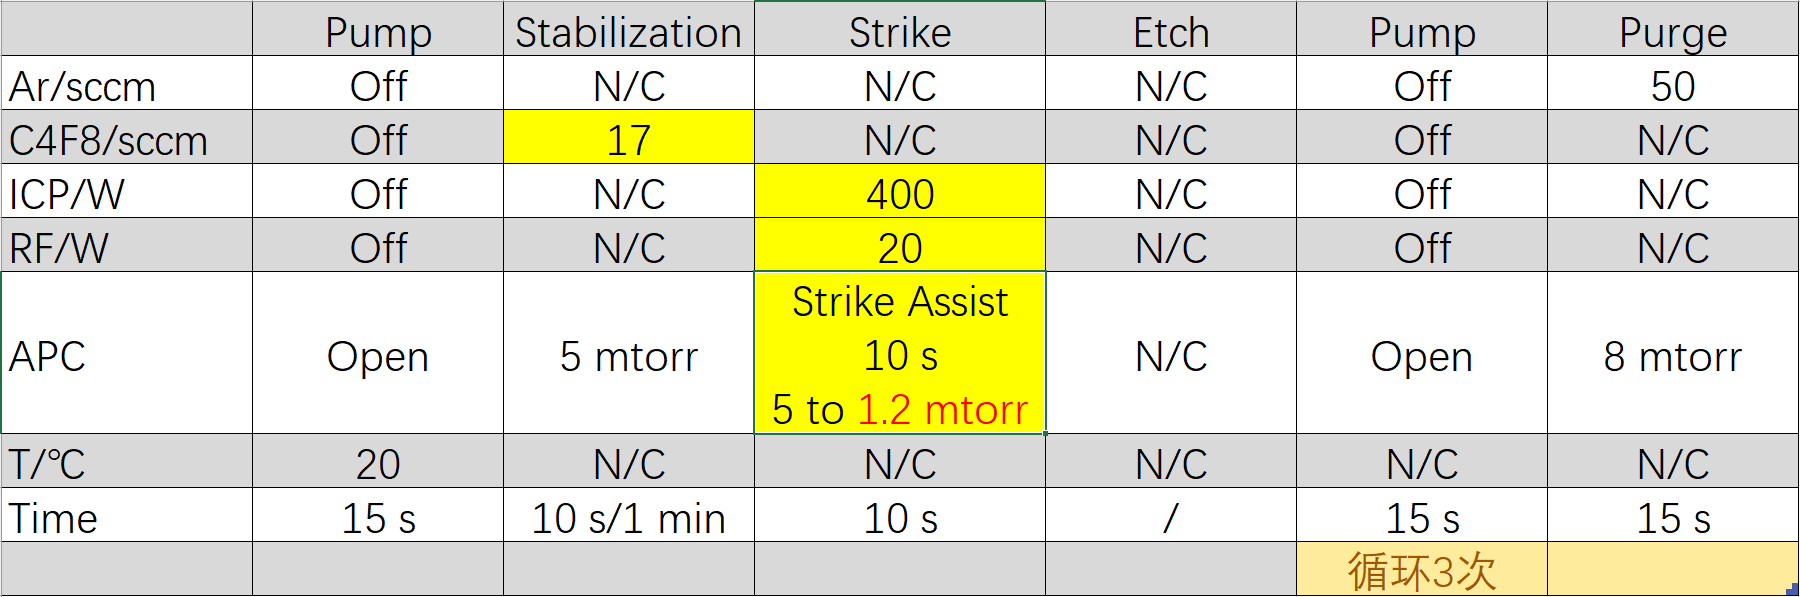 Pump Stabilization Strike Etch Pump Purge
Ar/sccm Off N/C N/C N/C Off 50
C4F8/sccm Off 17 N/C N/C Off N/C
ICP/W Off N/C 400 N/C Off N/C
RF/W Off N/C 20 N/C Off N/C
APC Open 5 mtorr Strike Assist
10 s
5 to 1.2 mtorr N/C Open 8 mtorr
T/℃ 20 N/C N/C N/C N/C N/C
Time 15 s 10 s/1 min 10 s / 15 s 15 s
循环3次